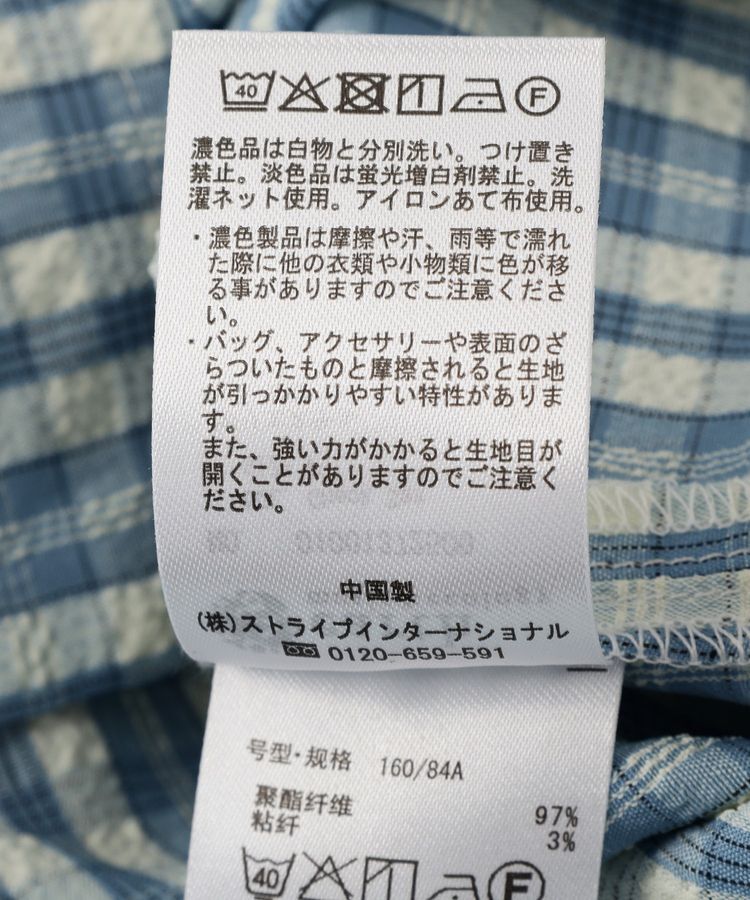 40 F
濃色品は白物と分別洗い。つけ置き
禁止。淡色品は蛍光増白剤禁止。洗
濯ネット使用。アイロンあて布使用。
・濃色製品は摩擦や汗、雨等で濡れ
た際に他の衣類や小物類に色が移
る事がありますのでご注意くださ
い。
・バッグ、アクセサリーや表面のざ
らついたものと摩擦されると生地
が引っかかりやすい特性がありま
す。
また、強い力がかかると生地目が
開くことがありますのでご注意く
ださい。
中国製
(株)ストライプインターナショナル
0120-659-591
号型・规格 160/84A
聚酯纤维 97%
粘纤 3%
40 F